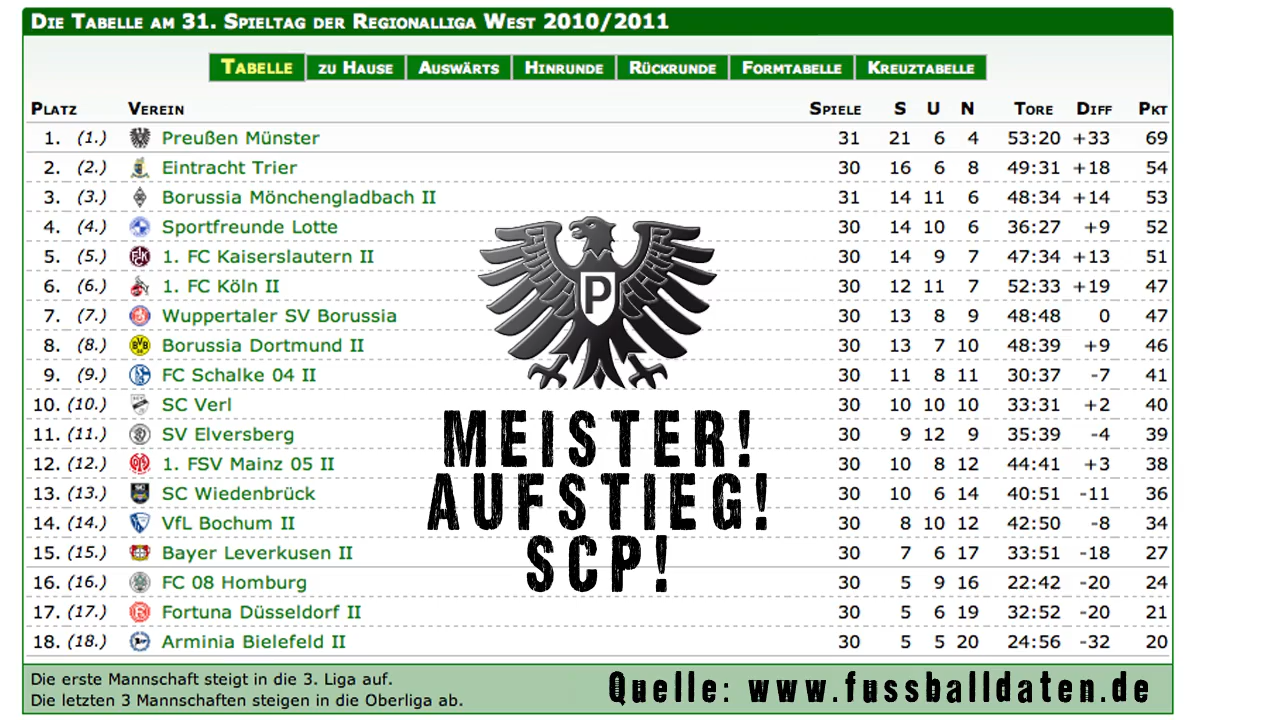 Die Tabelle am 31. Spieltag der Regionalliga West 2010/2011
Tabelle zu Hause Auswärts Hinrunde Rückrunde Formtabelle Kreuztabelle
Platz Verein Spiele S U N Tore Diff Pkt
1. (1.) Preußen Münster 31 21 6 4 53:20 +33 69
2. (2.) Eintracht Trier 30 16 6 8 49:31 +18 54
3. (3.) Borussia Mönchengladbach II 31 14 11 6 48:34 +14 53
4. (4.) Sportfreunde Lotte 30 14 10 6 36:27 +9 52
5. (5.) 1. FC Kaiserslautern II 30 14 9 7 47:34 +13 51
6. (6.) 1. FC Köln II 30 12 11 7 52:33 +19 47
P
7. (7.) Wuppertaler SV Borussia 30 13 8 9 48:48 0 47
8. (8.) Borussia Dortmund II 30 13 7 10 48:39 +9 46
9. (9.) FC Schalke 04 II 30 11 8 11 30:37 -7 41
10. (10.) SC Verl 30 10 10 10 33:31 +2 40
11. (11.) SV Elversberg 30 9 12 9 35:39 -4 39
12. (12.) 1. FSV Mainz 05 II 30 10 8 12 44:41 +3 38
13. (13.) SC Wiedenbrück 30 10 6 14 40:51 -11 36
14. (14.) VfL Bochum II 30 8 10 12 42:50 -8 34
15. (15.) Bayer Leverkusen II 30 7 6 17 33:51 -18 27
16. (16.) FC 08 Homburg 30 5 9 16 22:42 -20 24
17. (17.) Fortuna Düsseldorf II 30 5 6 19 32:52 -20 21
18. (18.) Arminia Bielefeld II 30 5 5 20 24:56 -32 20
MEISTER!
AUFSTIEG!
SCP!
Die erste Mannschaft steigt in die 3. Liga auf.
Die letzten 3 Mannschaften steigen in die Oberliga ab.
Quelle: www.fussballdaten.de